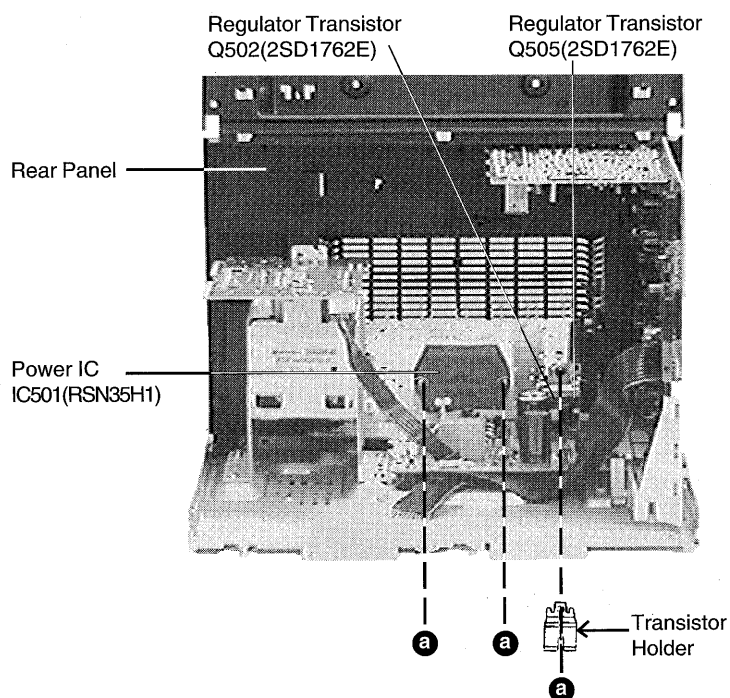 Regulator Transistor
Q502(2SD1762E)
Regulator Transistor
Q505(2SD1762E)
Rear Panel
Power IC
IC501(RSN35H1)
Transistor
Holder
a
a
a